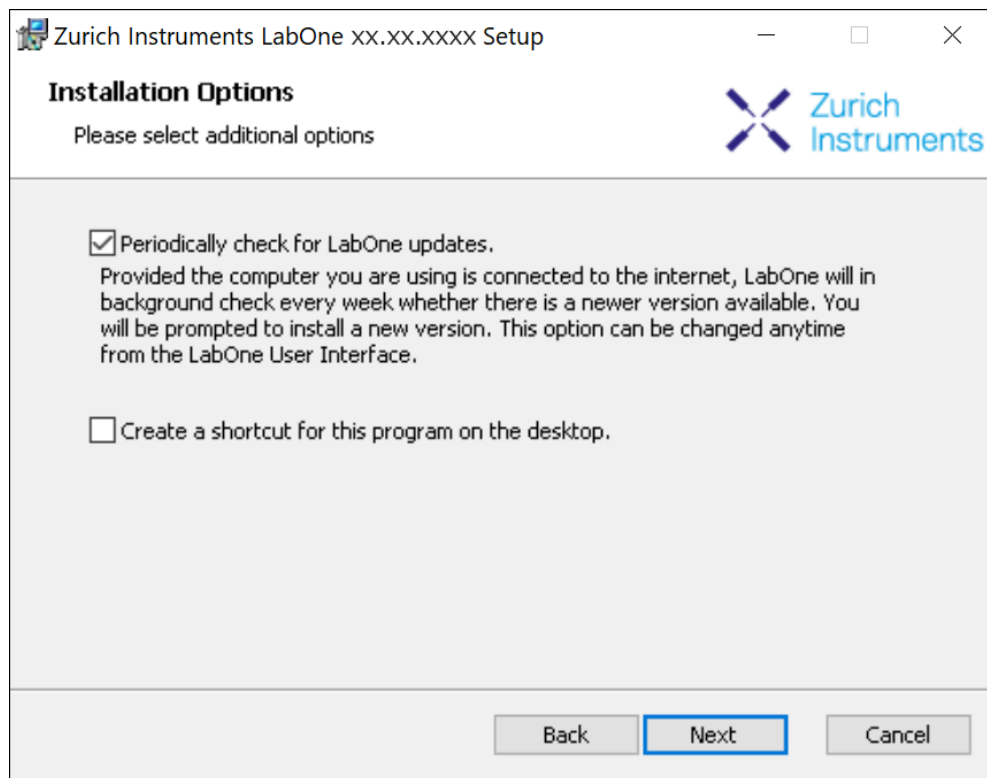 Zurich Instruments LabOne xx.xx.xxxx Setup
Installation Options
Please select additional options
Zurich
Instruments
Periodically check for LabOne updates.
Provided the computer you are using is connected to the internet, LabOne will in
background check every week whether there is a newer version available. You
will be prompted to install a new version. This option can be changed anytime
from the LabOne User Interface.
Create a shortcut for this program on the desktop.
Back
Next
Cancel